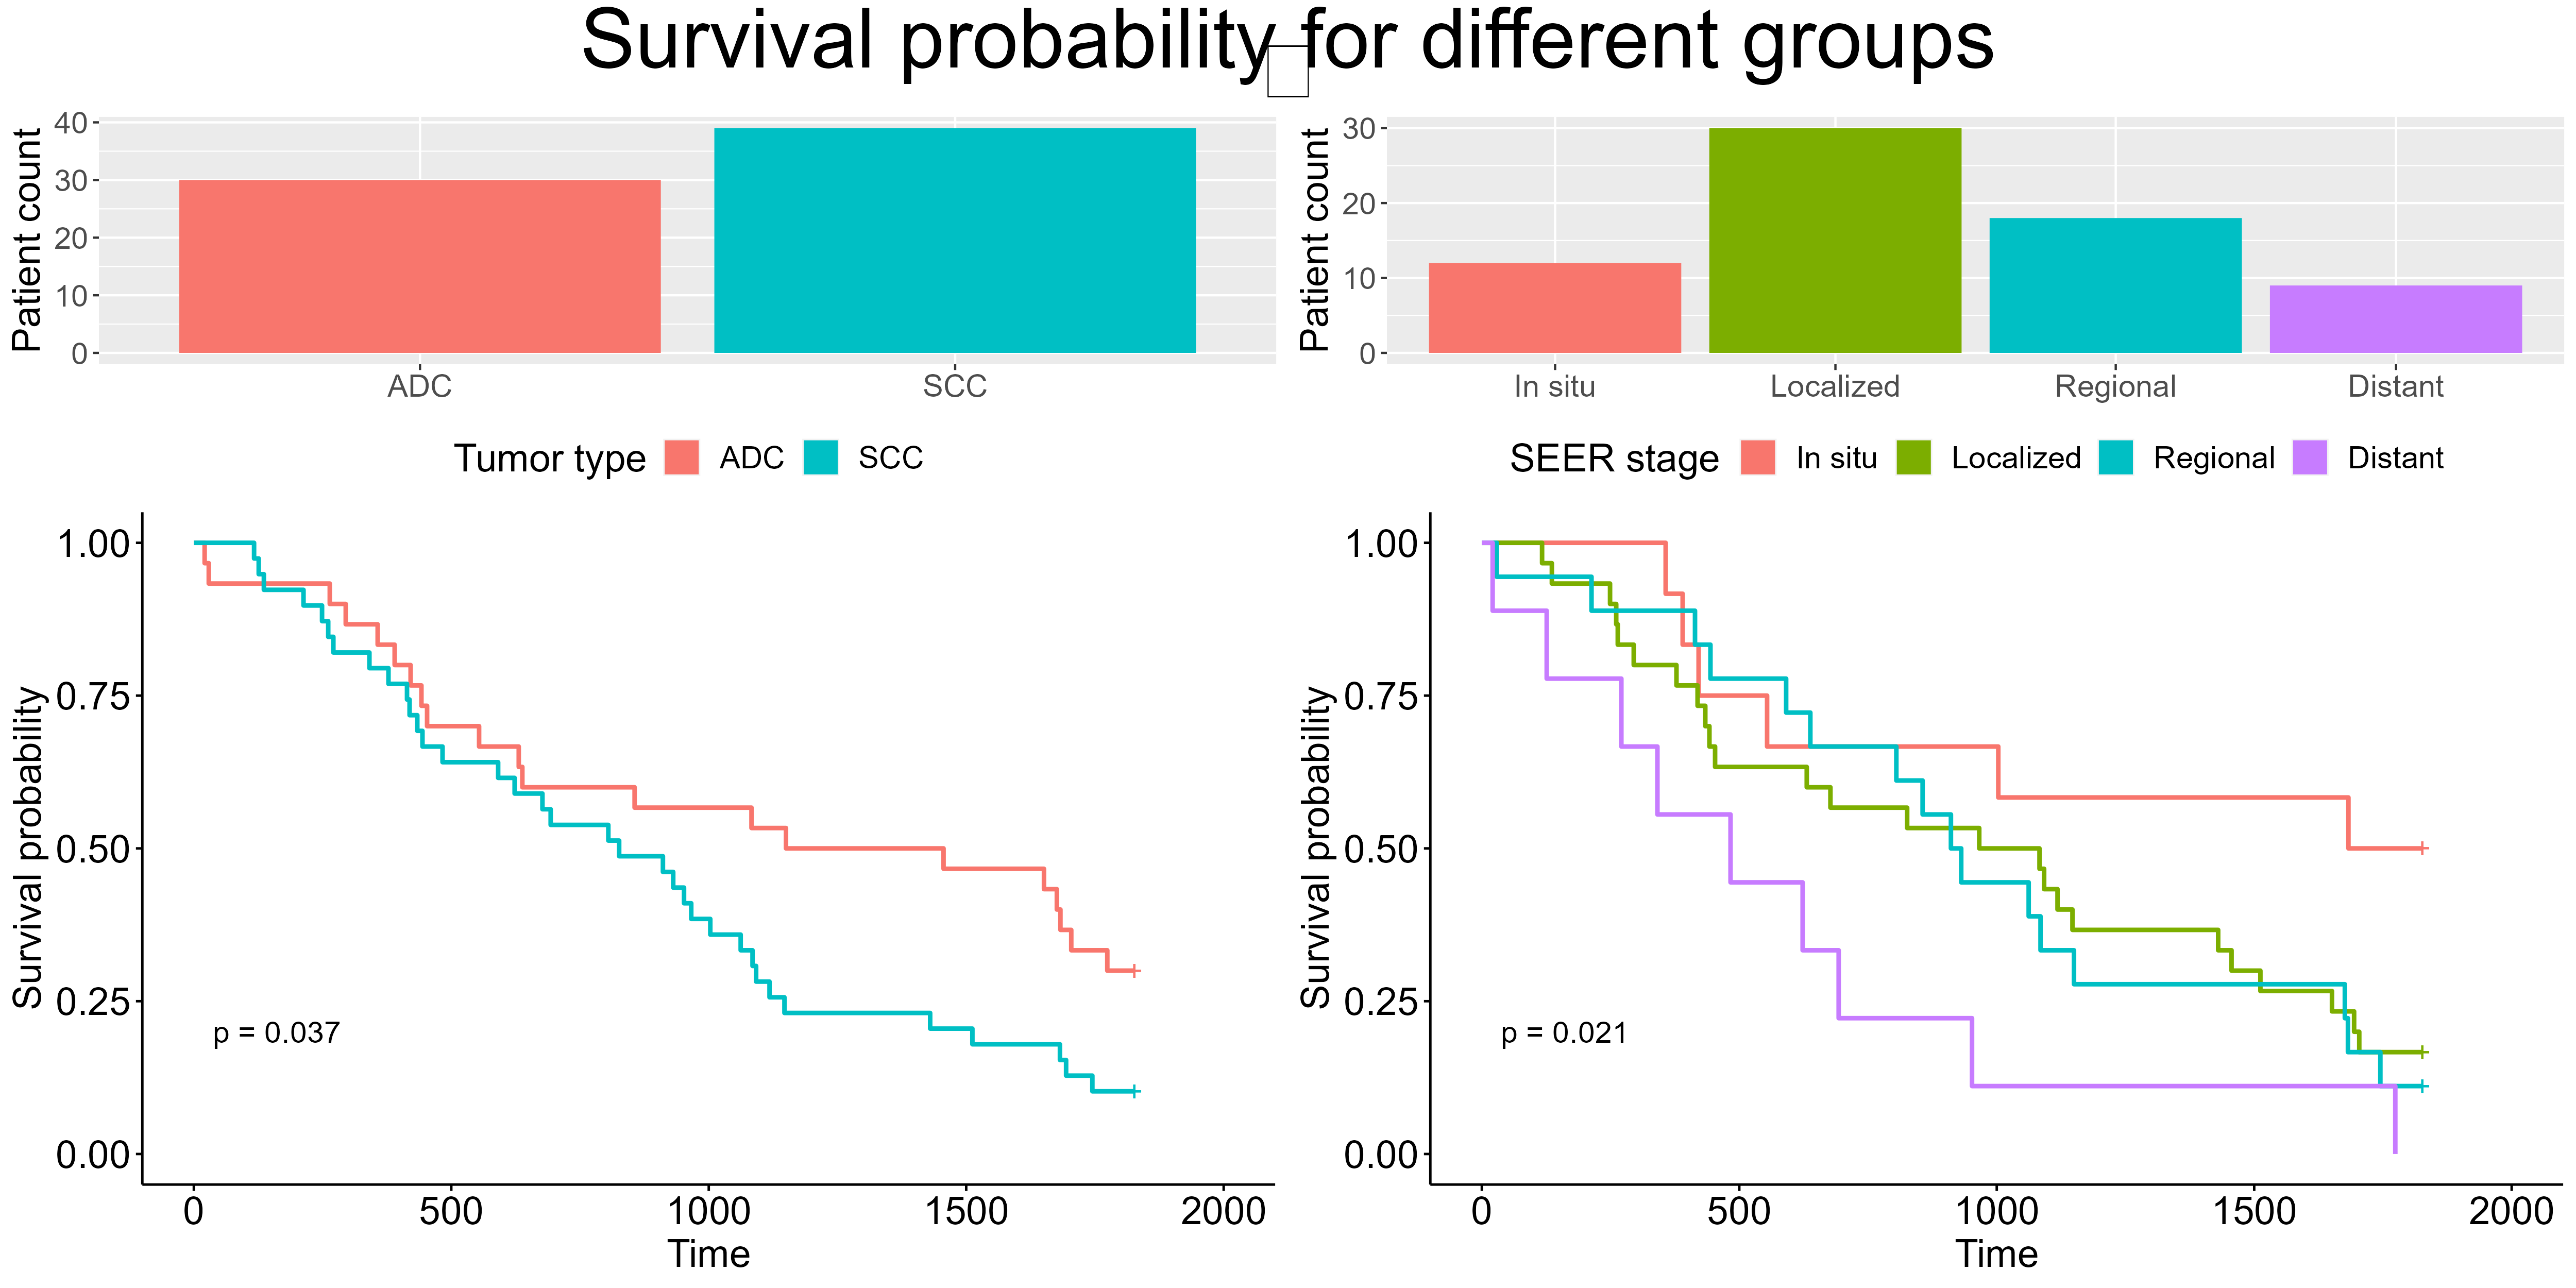 Survival probability for different groups
Patient count
40
30
20
10
0
ADC
SCC
Tumor type ADC SCC
Patient count
30
20
10
0
In situ
Localized
Regional
Distant
SEER stage In situ Localized Regional Distant
Survival probability
1.00
0.75
0.50
0.25
0.00
p = 0.037
0 500 1000 1500 2000
Time
Survival probability
1.00
0.75
0.50
0.25
0.00
p = 0.021
0 500 1000 1500 2000
Time